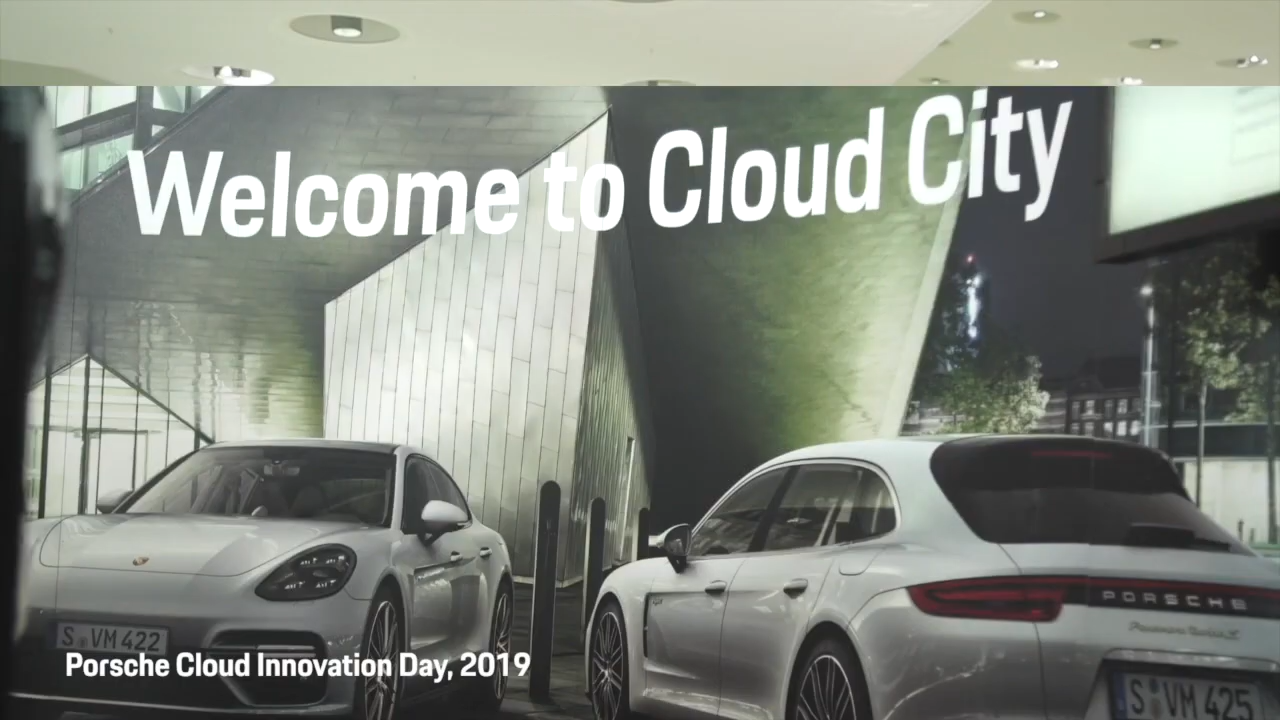 Welcome to Cloud City
PORSCHE
S VM 422
Porsche Cloud Innovation Day, 2019
S VM 425